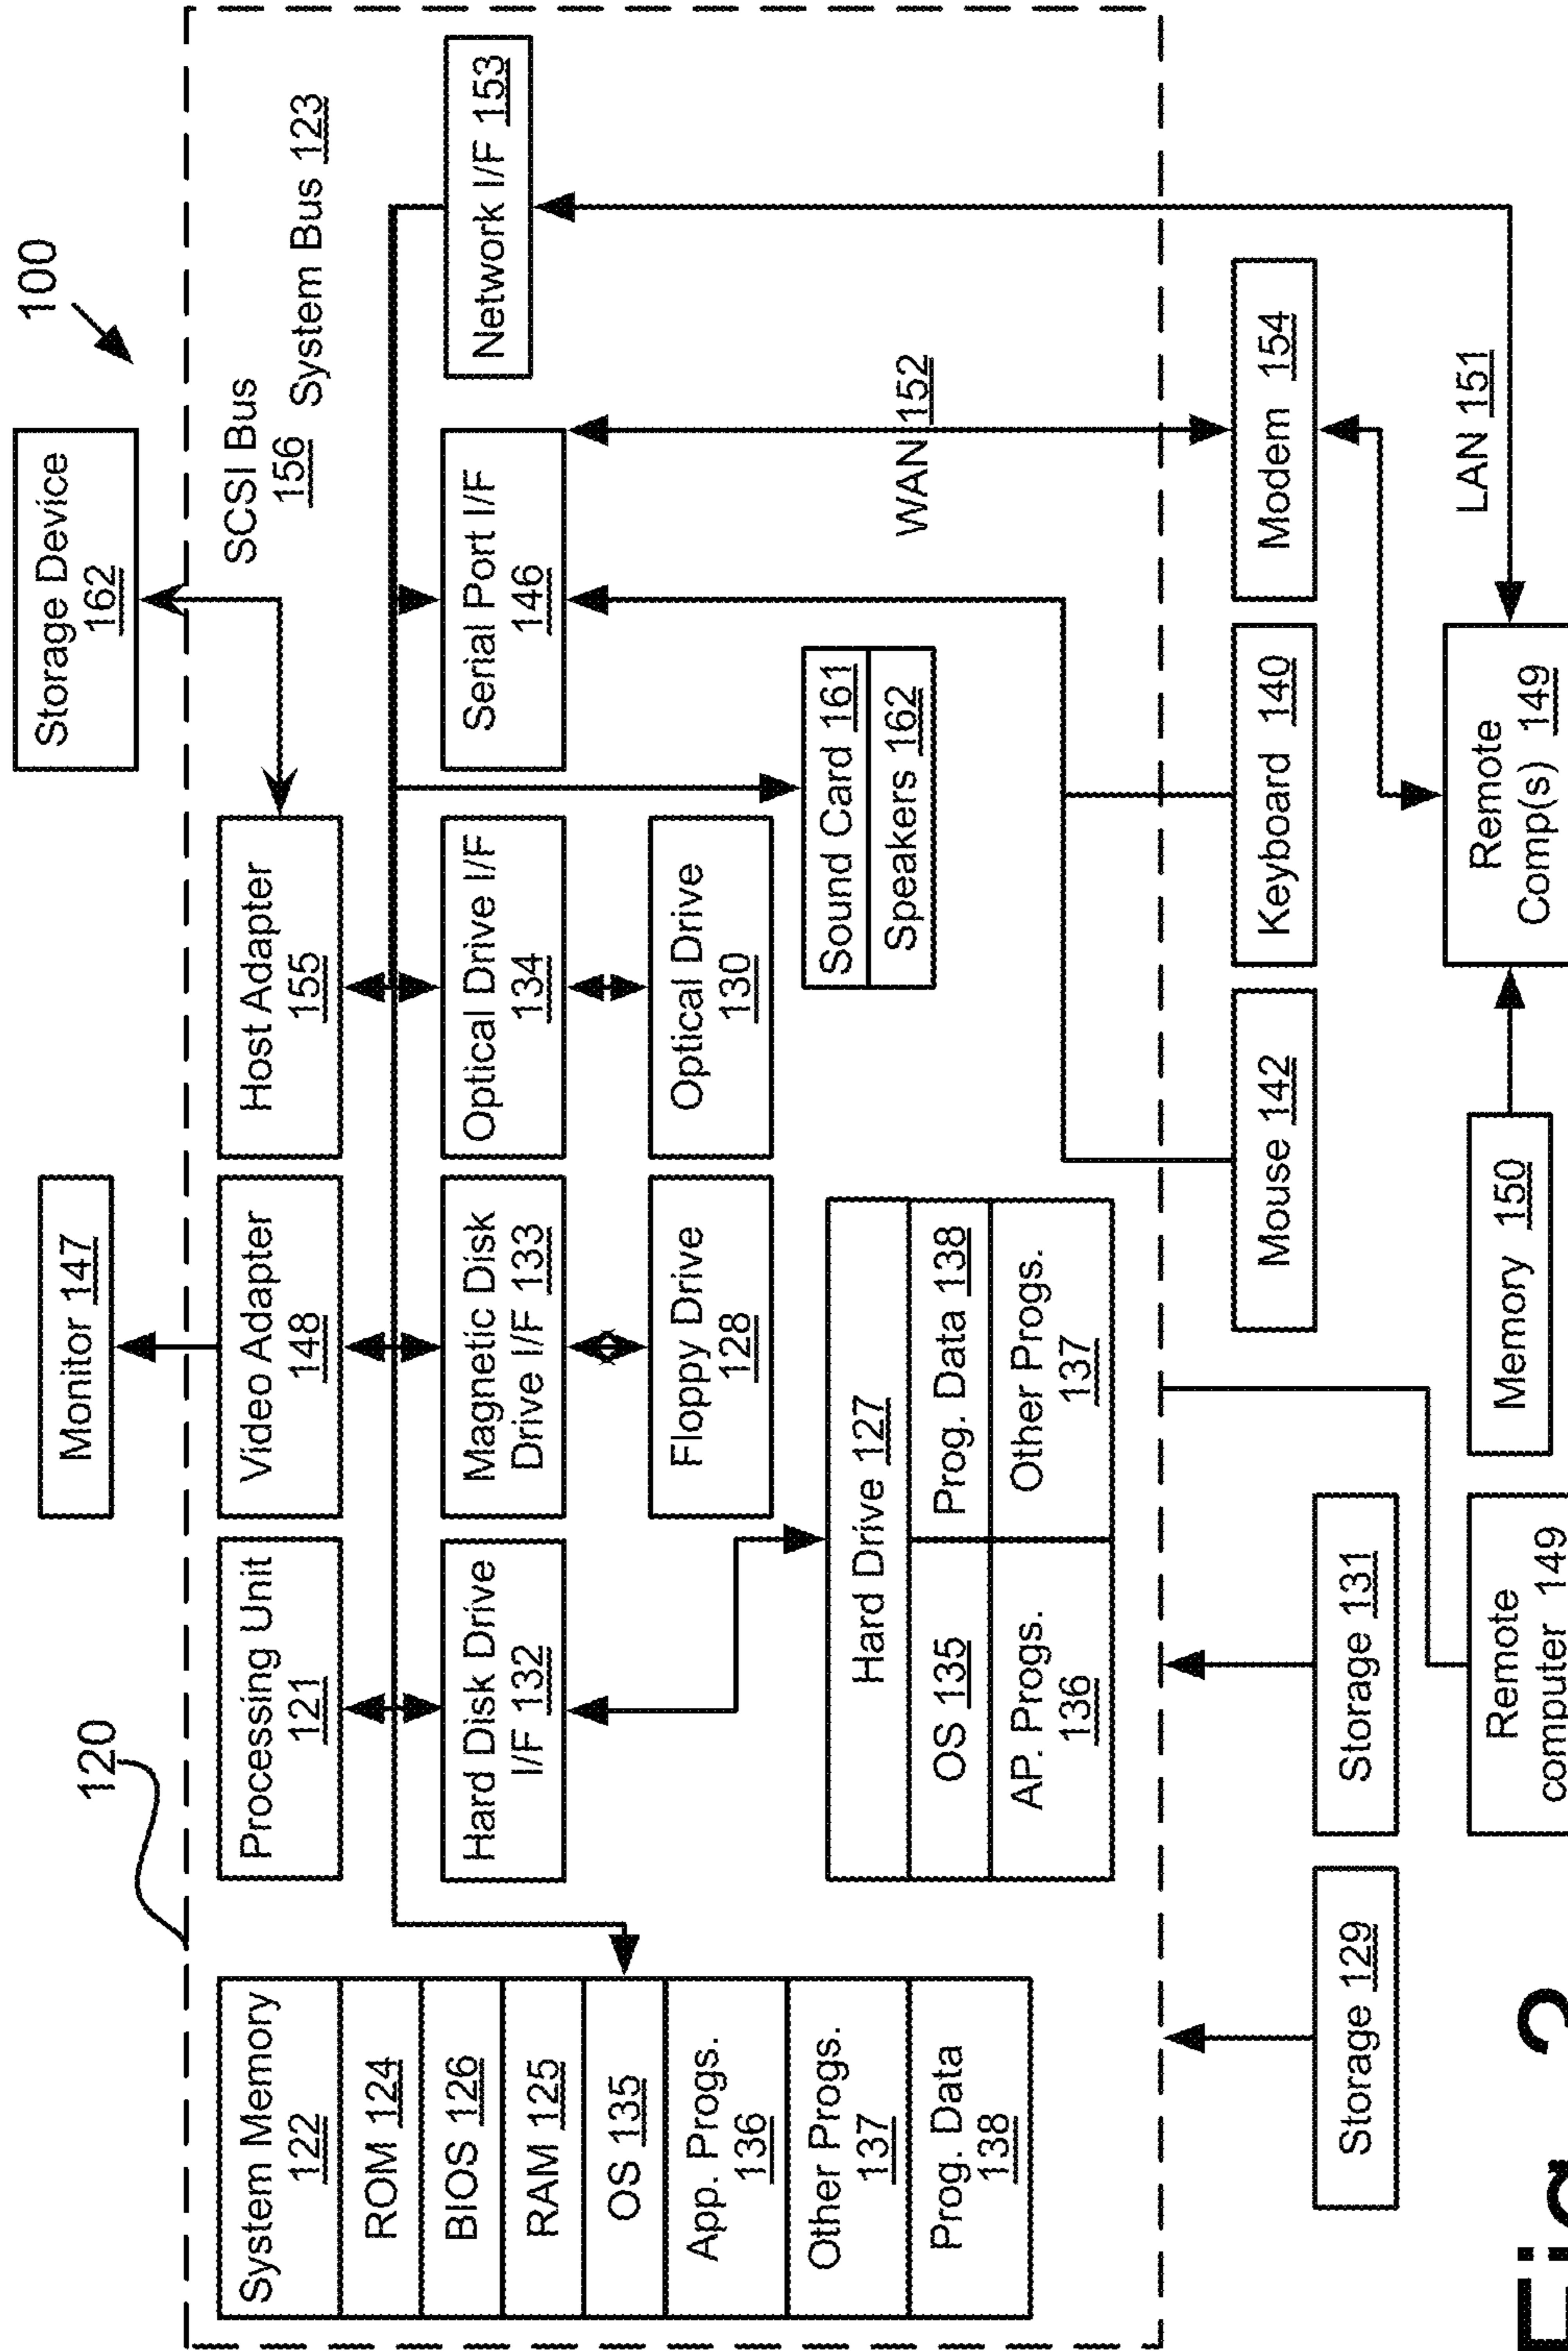 100
120
Monitor 147
Storage Device
162
SCSI Bus
156
System Bus 123
System Memory
122
ROM 124
BIOS 126
RAM 125
OS 135
App. Progs.
136
Other Progs.
137
Prog. Data
138
Processing Unit
121
Video Adapter
148
Host Adapter
155
Hard Disk Drive
I/F 132
Magnetic Disk
Drive I/F 133
Optical Drive I/F
134
Serial Port I/F
146
Network I/F 153
Floppy Drive
128
Optical Drive
130
Sound Card 161
Speakers 162
Hard Drive 127
OS 135
Prog. Data 138
AP. Progs.
136
Other Progs.
137
WAN 152
Storage 129
Storage 131
Mouse 142
Keyboard 140
Modem 154
LAN 151
Remote
computer 149
Memory 150
Remote
Comp(s) 149